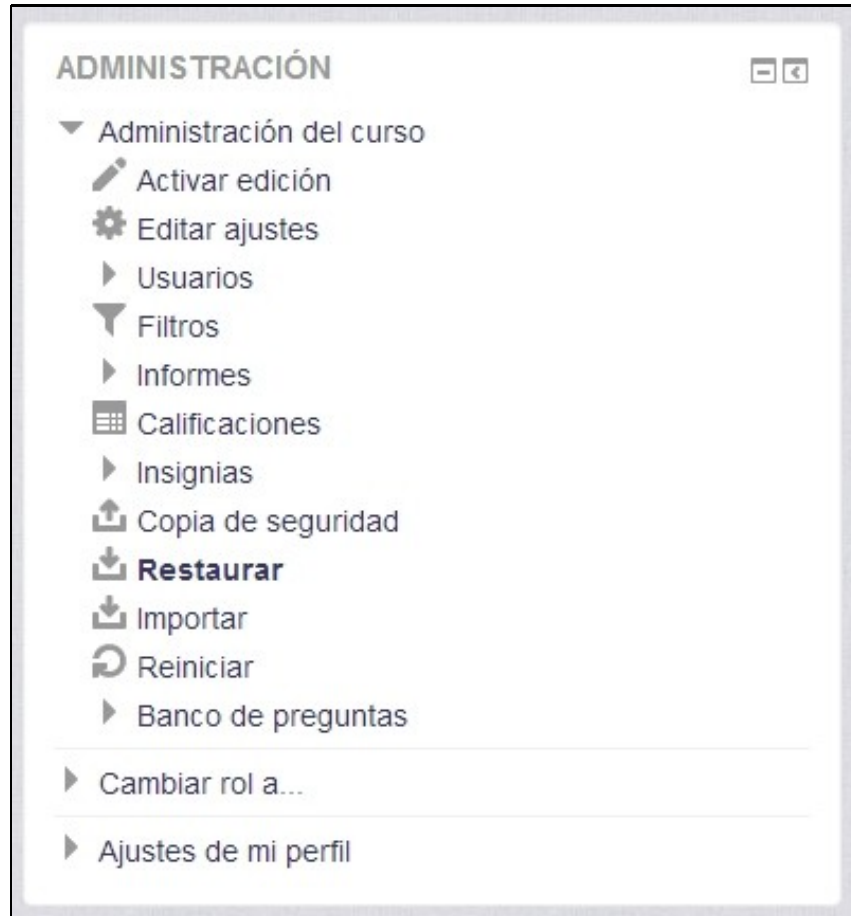 ADMINISTRACIÓN
Administración del curso
Activar edición
Editar ajustes
Usuarios
Filtros
Informes
Calificaciones
Insignias
Copia de seguridad
Restaurar
Importar
Reiniciar
Banco de preguntas
Cambiar rol a...
Ajustes de mi perfil